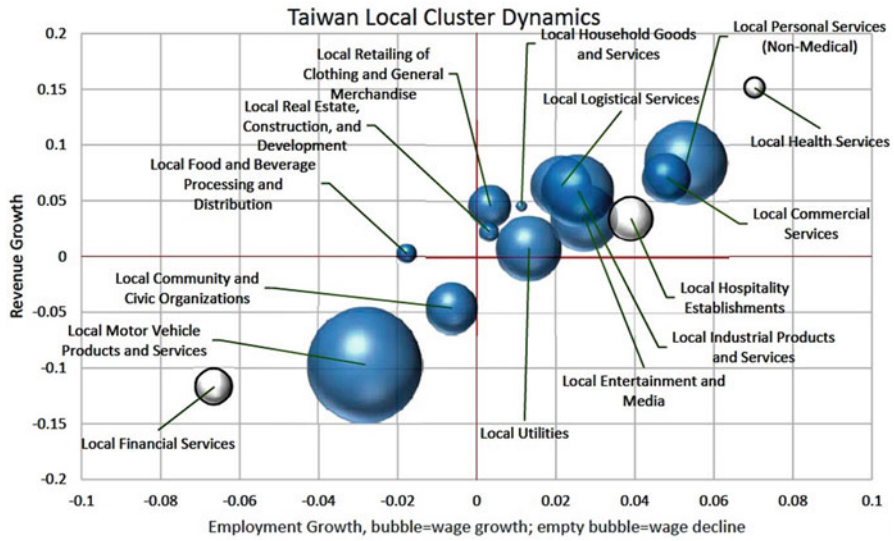 Taiwan Local Cluster Dynamics
0.2
0.15
0.1
0.05
0
-0.05
-0.1
-0.15
-0.2
Revenue Growth
Local Household Goods
and Services
Local Personal Services
(Non-Medical)
Local Retailing of
Clothing and General
Merchandise
Local Logistical Services
Local Real Estate,
Construction, and
Development
Local Health Services
Local Food and Beverage
Processing and
Distribution
Local Commercial
Services
Local Community and
Civic Organizations
Local Hospitality
Establishments
Local Motor Vehicle
Products and Services
Local Industrial Products
and Services
Local Entertainment and
Media
Local Utilities
Local Financial Services
-0.1
-0.08
-0.06
-0.04
-0.02
0
0.02
0.04
0.06
0.08
0.1
Employment Growth, bubble=wage growth; empty bubble=wage decline